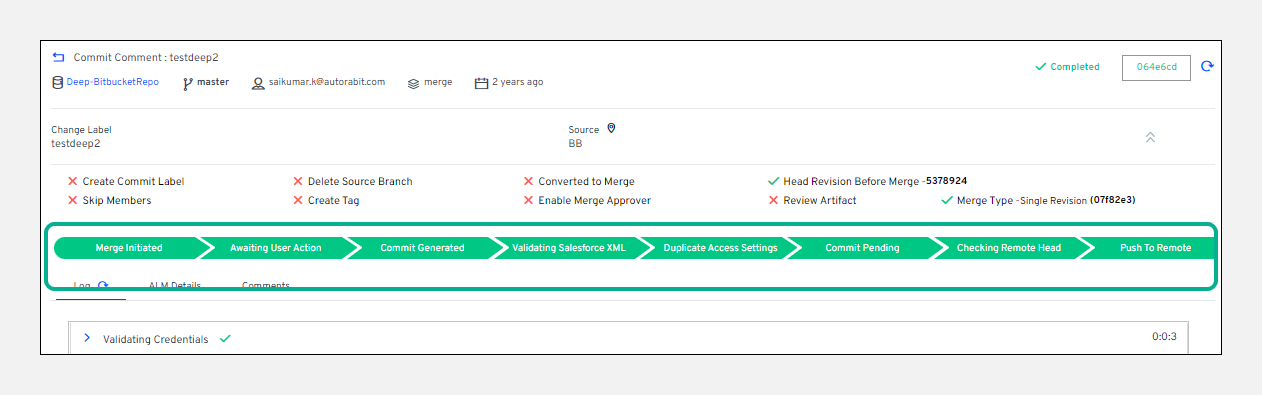 Commit Comment : testdeep2
Deep-BitbucketRepo master saikumar.k@autorabit.com merge 2 years ago
Completed 064e6cd
Change Label Source
testdeep2 BB
Create Commit Label Delete Source Branch Converted to Merge Head Revision Before Merge -5378924
Skip Members Create Tag Enable Merge Approver Review Artifact Merge Type -Single Revision (07f82e3)
Merge Initiated Awaiting User Action Commit Generated Validating Salesforce XML Duplicate Access Settings Commit Pending Checking Remote Head Push To Remote
Log ALM Details Comments
Validating Credentials 0:0:3